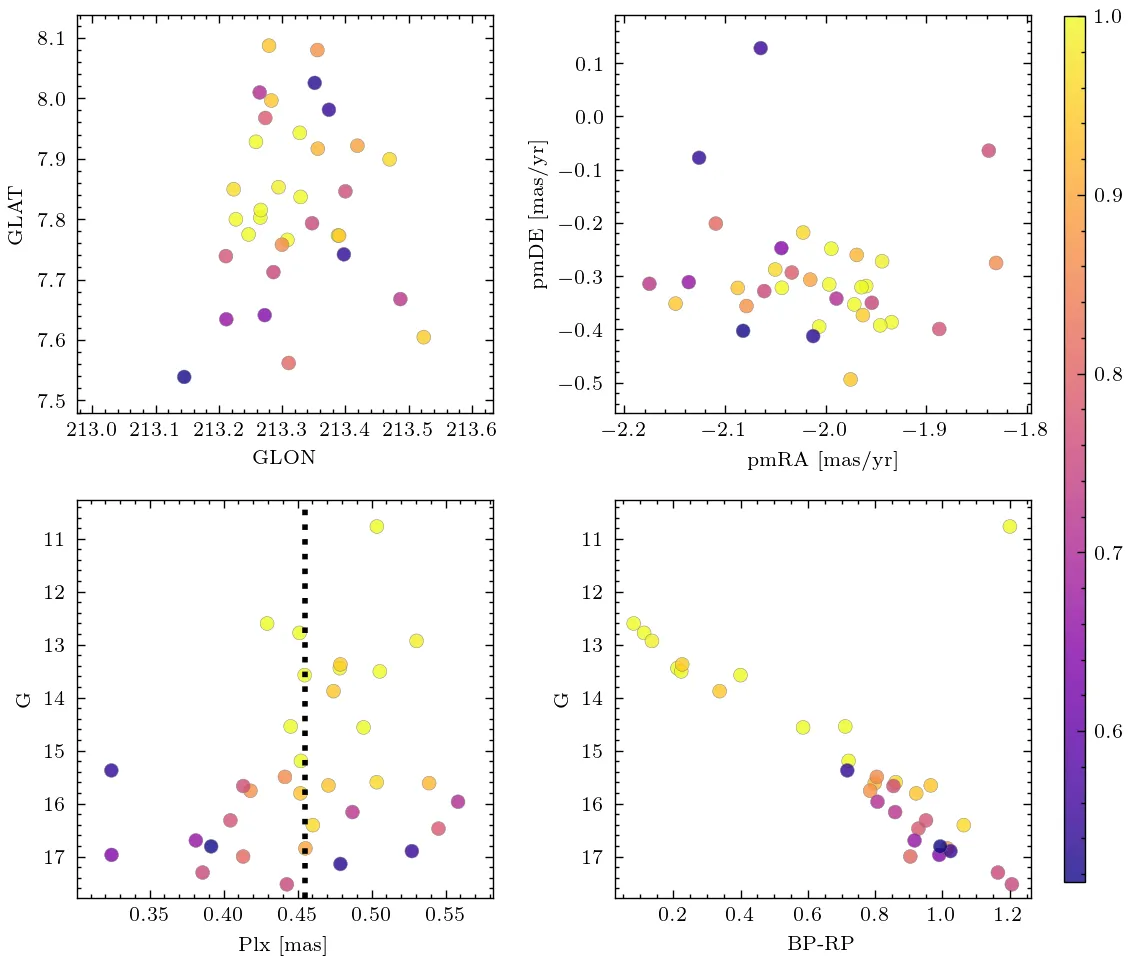 8.1
8.0
7.9
7.8
7.7
7.6
7.5
GLAT
213.0 213.1 213.2 213.3 213.4 213.5 213.6
GLON
0.1
0.0
−0.1
−0.2
−0.3
−0.4
−0.5
pmDE [mas/yr]
−2.2 −2.1 −2.0 −1.9 −1.8
pmRA [mas/yr]
1.0
0.9
0.8
0.7
0.6
11
12
13
14
15
16
17
G
0.35 0.40 0.45 0.50 0.55
Plx [mas]
11
12
13
14
15
16
17
G
0.2 0.4 0.6 0.8 1.0 1.2
BP-RP